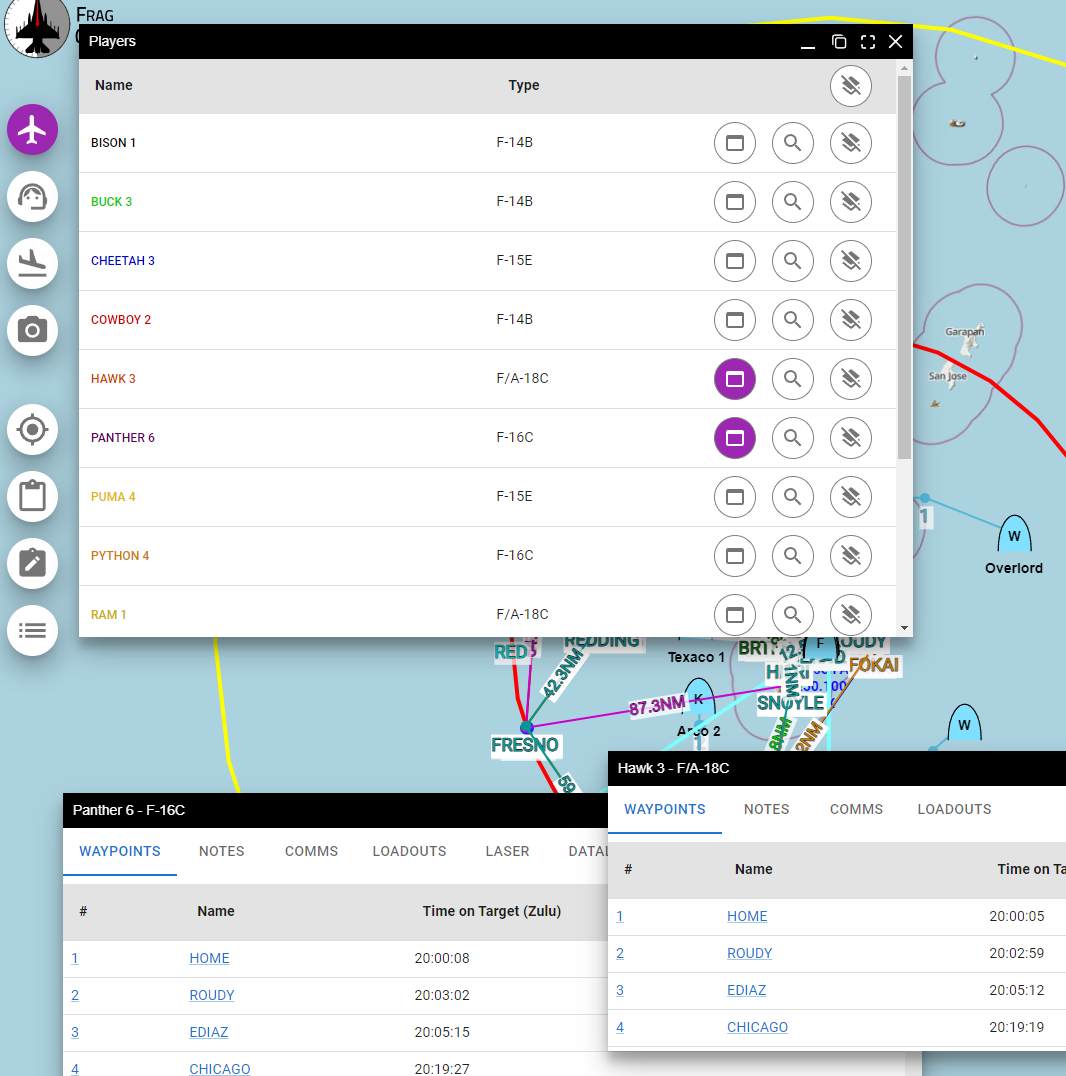 FRAG
Players
Name Type
BISON 1 F-14B
BUCK 3 F-14B
CHEETAH 3 F-15E
COWBOY 2 F-14B
HAWK 3 F/A-18C
PANTHER 6 F-16C
PUMA 4 F-15E
PYTHON 4 F-16C
RAM 1 F/A-18C
Garapan
San Jose
1
W
Overlord
RED
REDDING
42.3NM
Texaco 1
F
FOKAI
87.3NM
K
SNOYLE
Arco 2
1
FRESNO
59
W
Hawk 3 - F/A-18C
WAYPOINTS NOTES COMMS LOADOUTS
# Name Time on
1 HOME 20:00:05
2 ROUDY 20:02:59
3 EDIAZ 20:05:12
4 CHICAGO 20:19:19
Panther 6 - F-16C
WAYPOINTS NOTES COMMS LOADOUTS LASER
# Name Time on Target (Zulu)
1 HOME 20:00:08
2 ROUDY 20:03:02
3 EDIAZ 20:05:15
4 CHICAGO 20:19:27